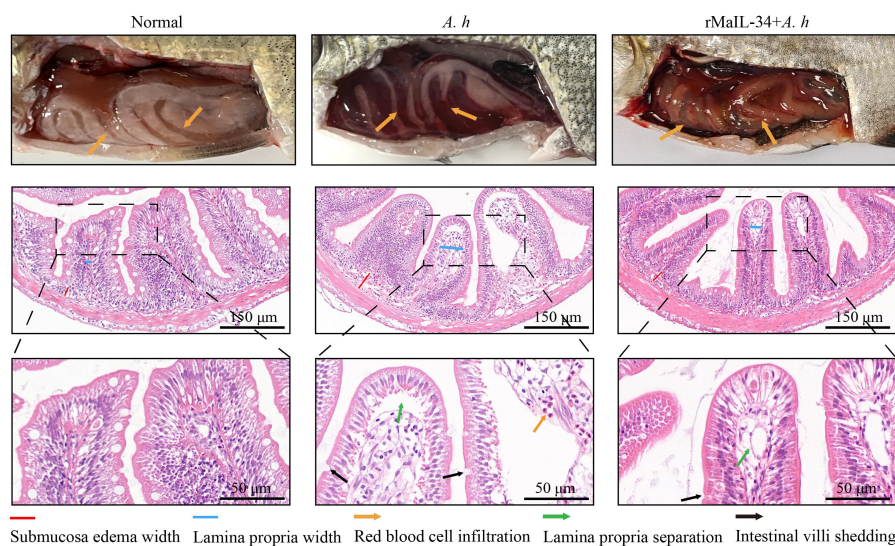 Normal
A. h
rMaIL-34+A. h
150 μm
150 μm
150 μm
50 μm
50 μm
50 μm
Submucosa edema width
Lamina propria width
Red blood cell infiltration
Lamina propria separation
Intestinal villi shedding